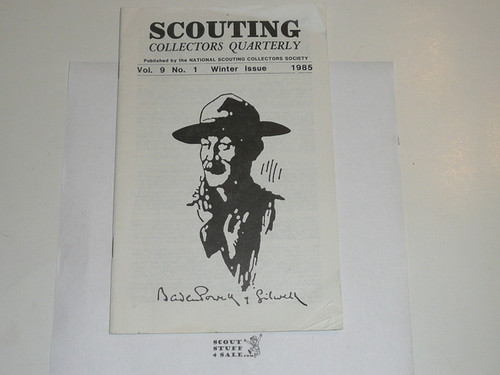 SCOUTING
COLLECTORS QUARTERLY
Published by the NATIONAL SCOUTING COLLECTORS SOCIETY
Vol. 9 No. 1 Winter Issue 1985
Baden Powell of Gilwell
SCOUT
STUFF
4 SALE...